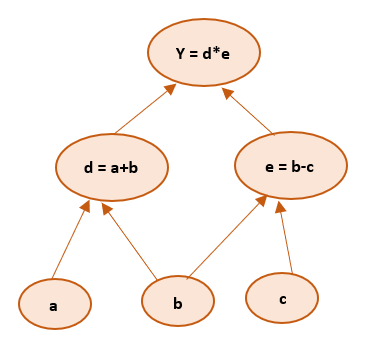 Y = d*e
d = a+b
e = b-c
a
b
c